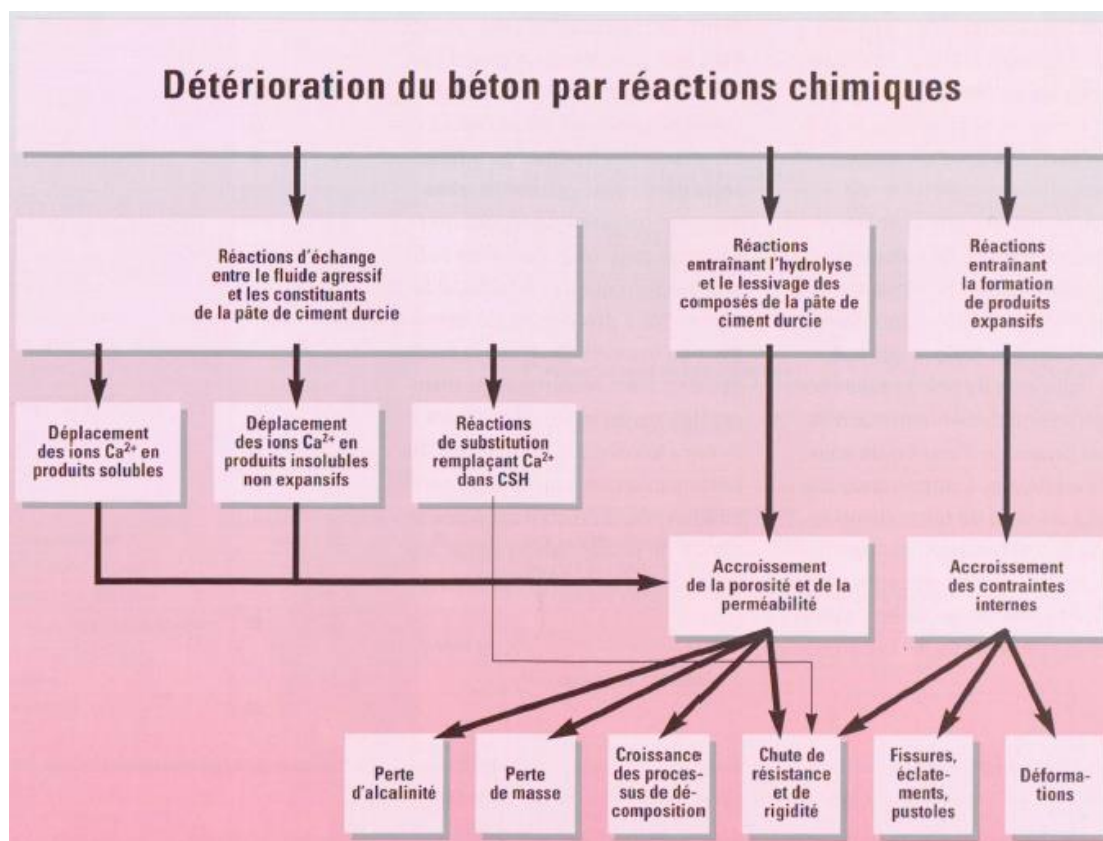 Détérioration du béton par réactions chimiques
Réactions d'échange
entre le fluide agressif
et les constituants
de la pâte de ciment durcie
Réactions
entraînant l'hydrolyse
et le lessivage des
composés de la pâte de
ciment durcie
Réactions
entraînant
la formation
de produits
expansifs
Déplacement
des ions Ca²⁺ en
produits solubles
Déplacement
des ions Ca²⁺ en
produits insolubles
non expansifs
Réactions
de substitution
remplaçant Ca²⁺
dans CSH
Accroissement
de la porosité et de la
perméabilité
Accroissement
des contraintes
internes
Perte
d'alcalinité
Perte
de masse
Croissance
des proces-
sus de dé-
composition
Chute de
résistance
et de
rigidité
Fissures,
éclate-
ments,
pustoles
Déforma-
tions